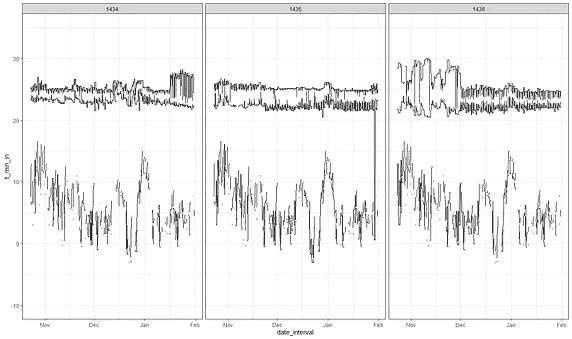 1434 1435 1436
30
20
10
0
-10
t_min_in
Nov Dec Jan Feb Nov Dec Jan Feb Nov Dec Jan Feb
date_interval